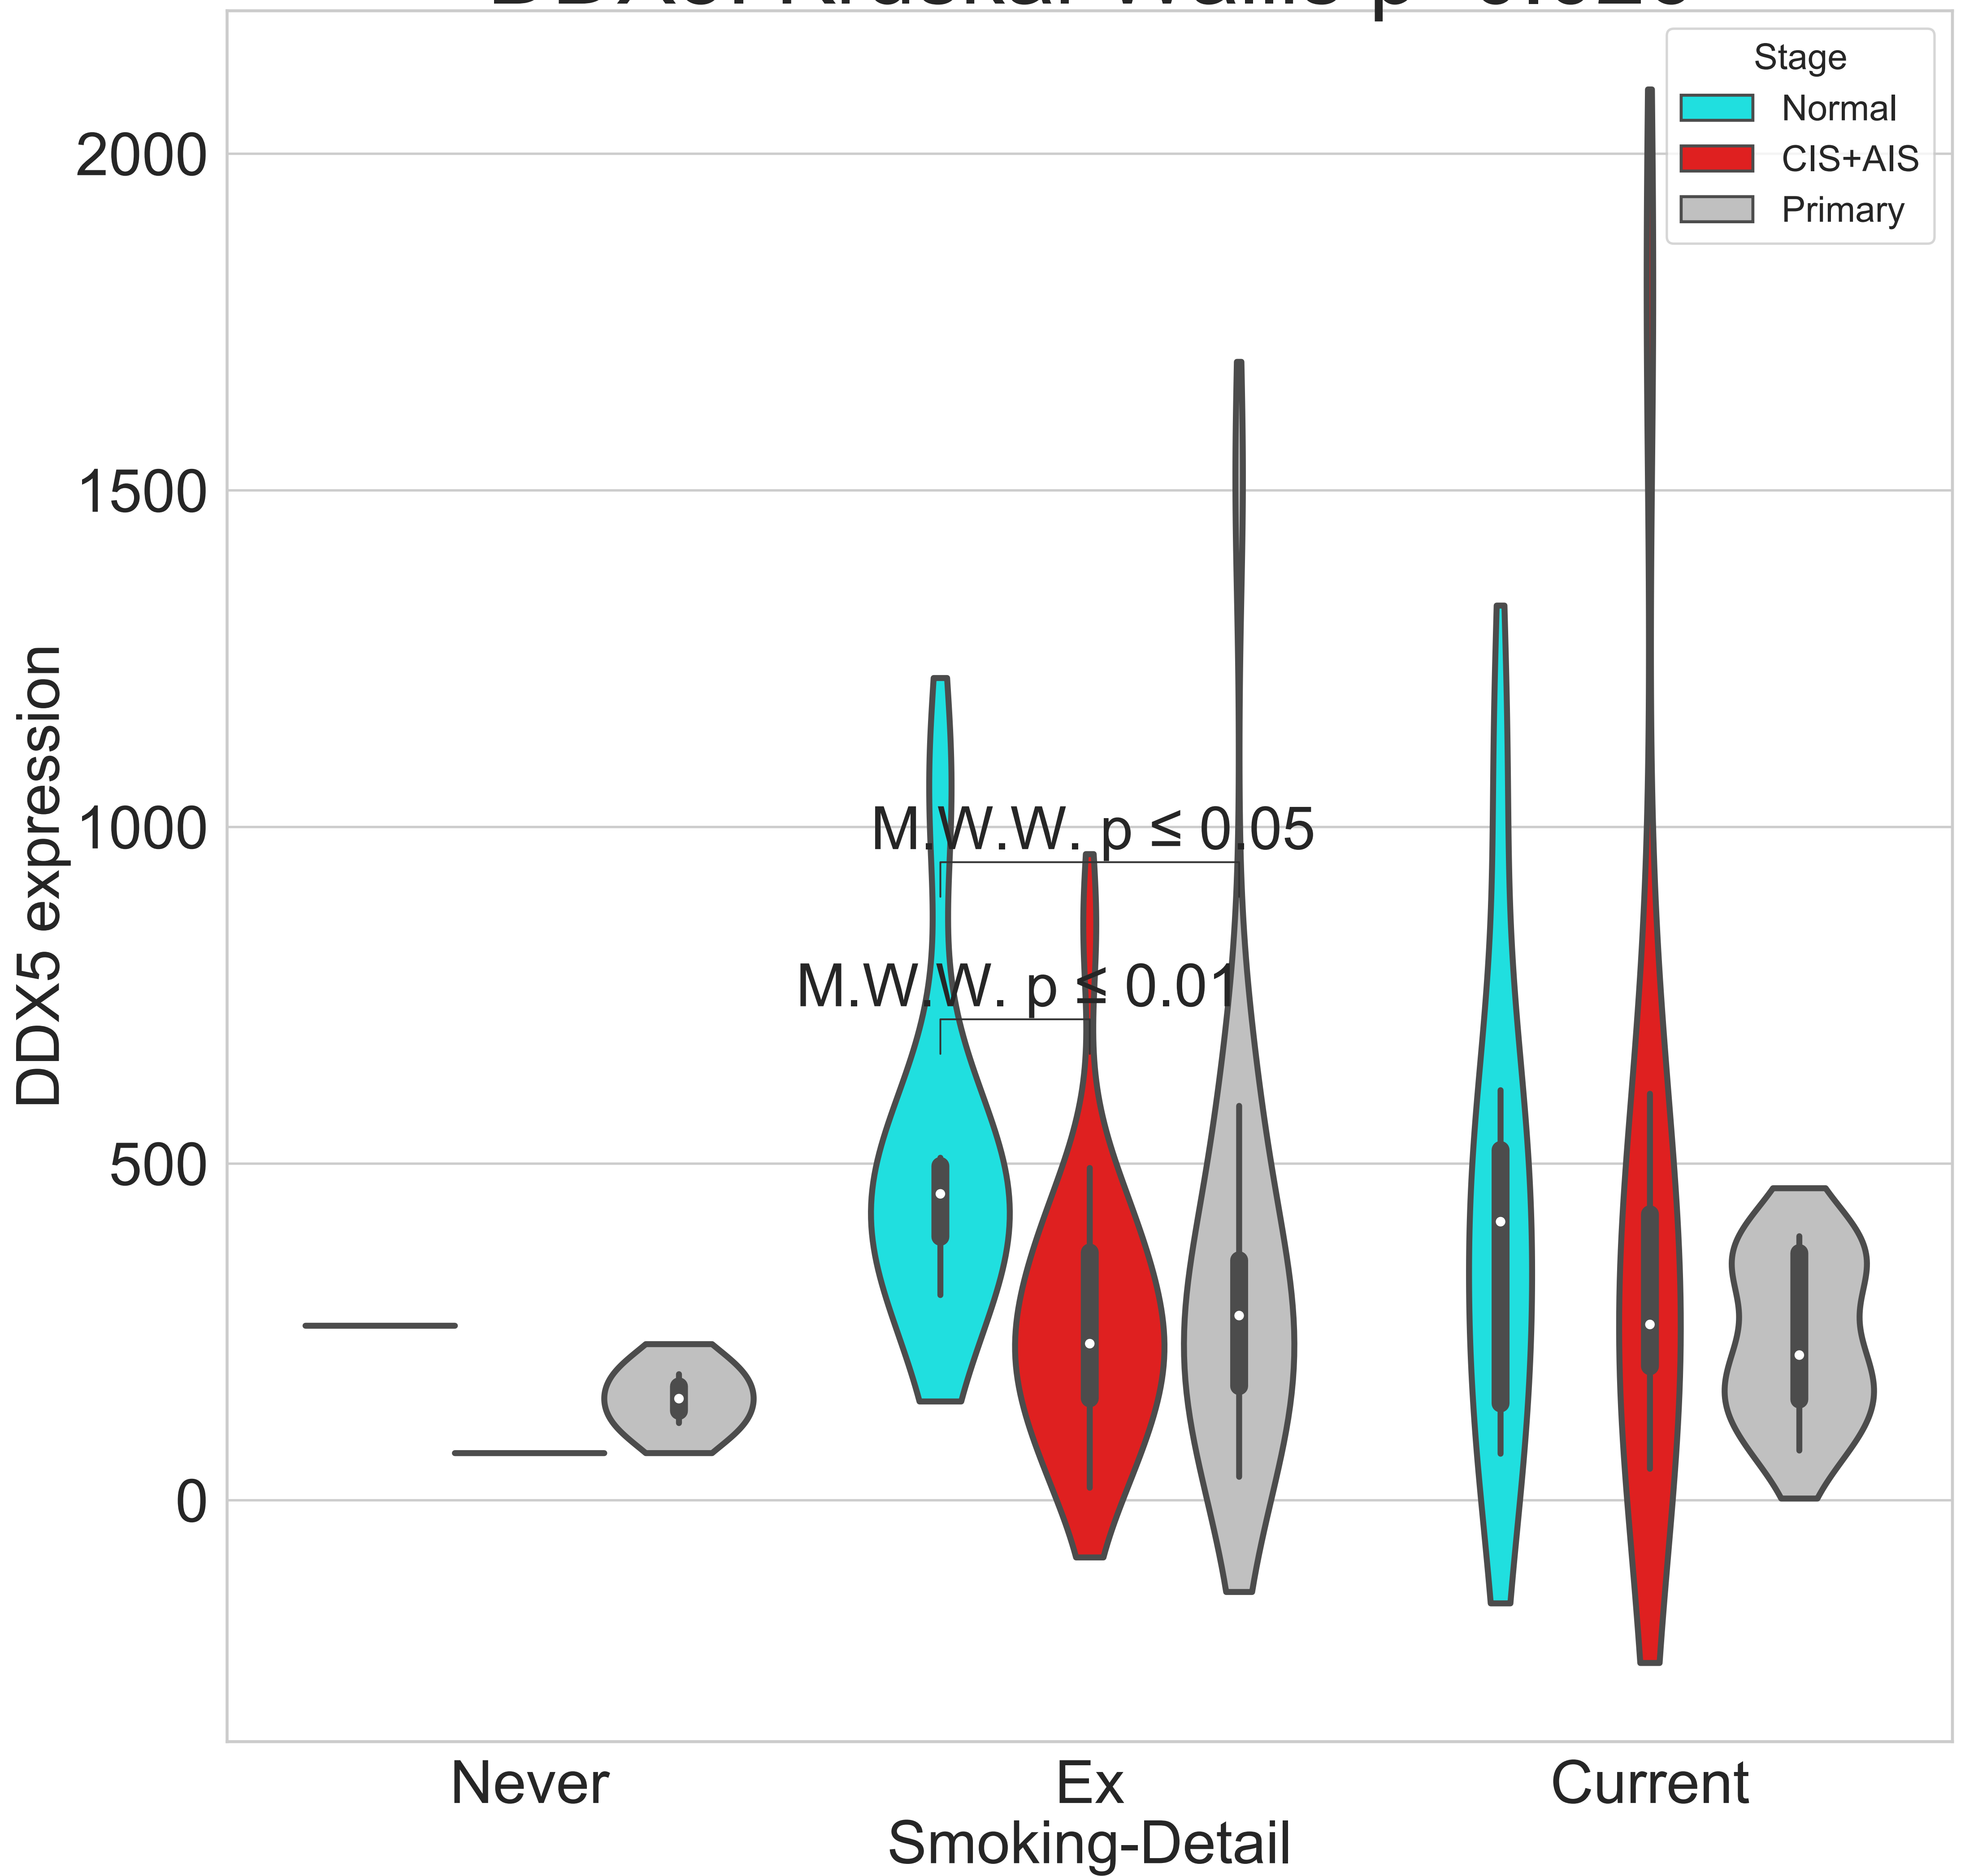 Stage
Normal
CIS+AIS
Primary
2000
1500
1000
500
0
DDX5 expression
M.W.W. p ≤ 0.05
M.W.W. p ≤ 0.01
Never
Ex
Current
Smoking-Detail